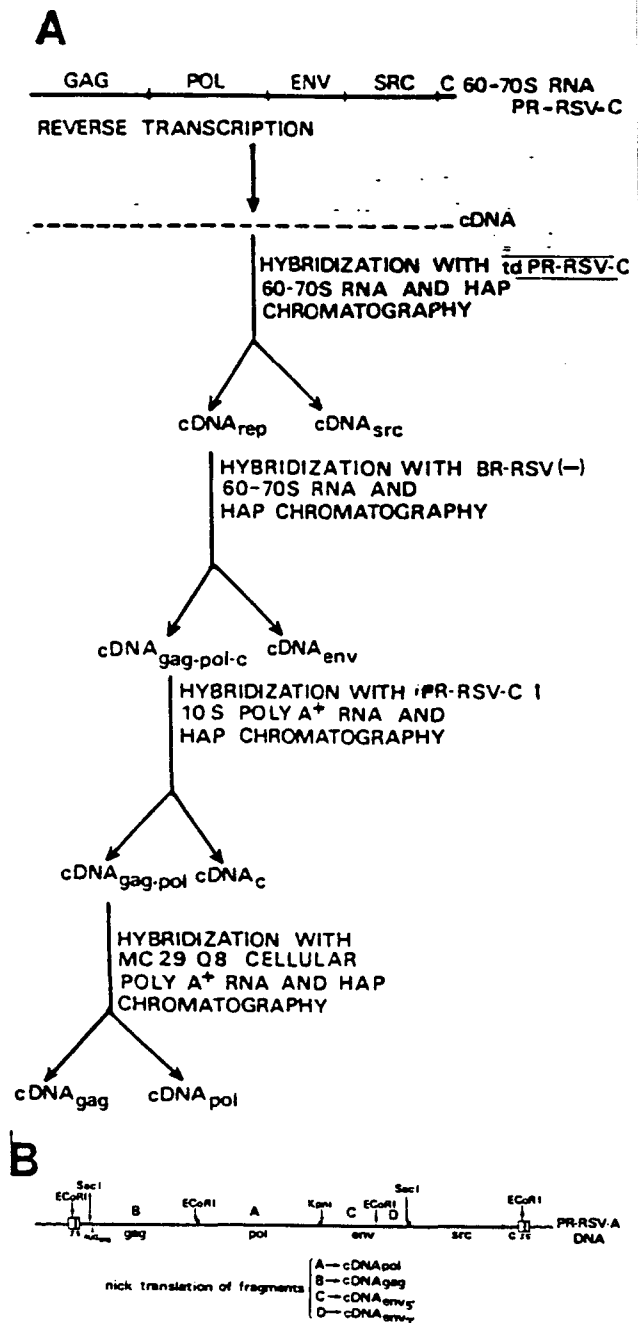 A
GAG POL ENV SRC C 60-70S RNA
PR-RSV-C
REVERSE TRANSCRIPTION
cDNA
HYBRIDIZATION WITH td PR-RSV-C
60-70S RNA AND HAP
CHROMATOGRAPHY
cDNArep cDNAsrc
HYBRIDIZATION WITH BR-RSV(-)
60-70S RNA AND
HAP CHROMATOGRAPHY
cDNAgag-pol-c cDNAenv
HYBRIDIZATION WITH PR-RSV-C
10S POLY A+ RNA AND
HAP CHROMATOGRAPHY
cDNAgag-pol cDNAc
HYBRIDIZATION WITH
MC29 Q8 CELLULAR
POLY A+ RNA AND HAP
CHROMATOGRAPHY
cDNAgag cDNApol
B
SacI SacI
ECoRI B ECoRI A KpnI C ECoRI D ECoRI
PR-RSV-A
DNA
gag pol env src C
nick translation of fragments
A→cDNApol
B→cDNAgag
C→cDNAenv5'
D→cDNAenv